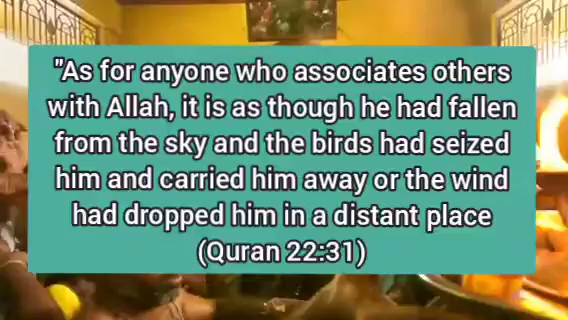 "As for anyone who associates others
with Allah, it is as though he had fallen
from the sky and the birds had seized
him and carried him away or the wind
had dropped him in a distant place
(Quran 22:31)